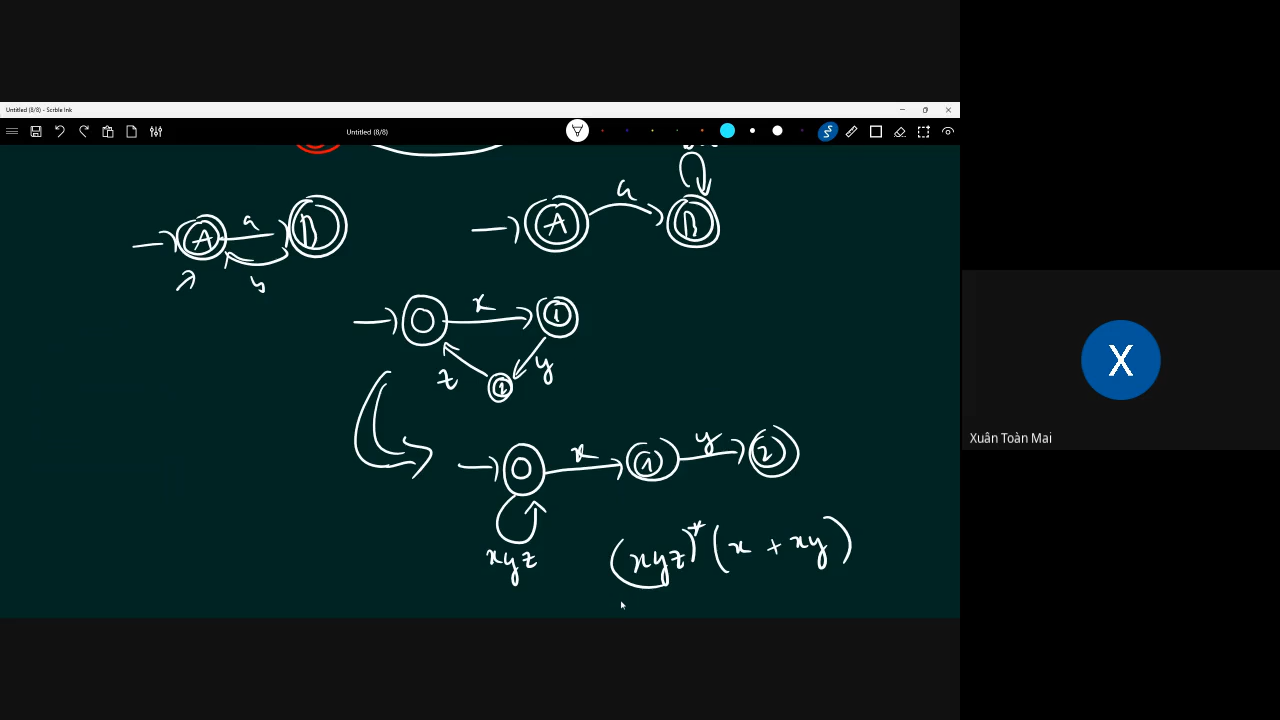 Untitled (8/8) - Scrble Ink
Untitled (8/8)
a
A
a
B
b
A
B
0
x
1
z
2
y
0
x
1
y
2
xyz
(xyz)*(x + xy)
X
Xuân Toàn Mai